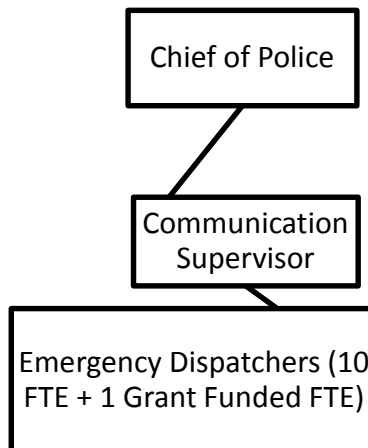 Chief of Police
Communication
Supervisor
Emergency Dispatchers (10
FTE + 1 Grant Funded FTE)